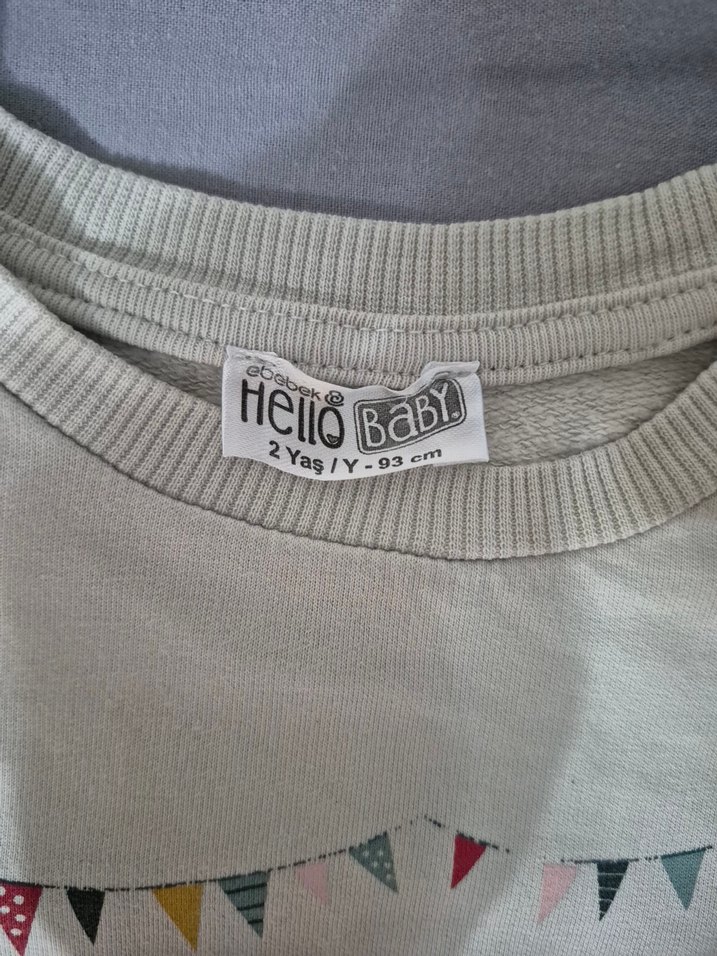 ebebek
Hello BaBY.
2 Yaş / Y - 93 cm